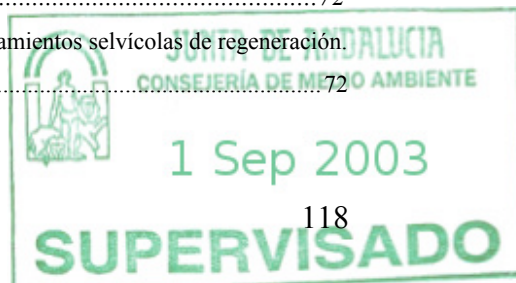 ........................................................72
amientos selvícolas de regeneración.
JUNTA DE ANDALUCIA
CONSEJERÍA DE MEDIO AMBIENTE
........................................................72
1 Sep 2003
118
SUPERVISADO